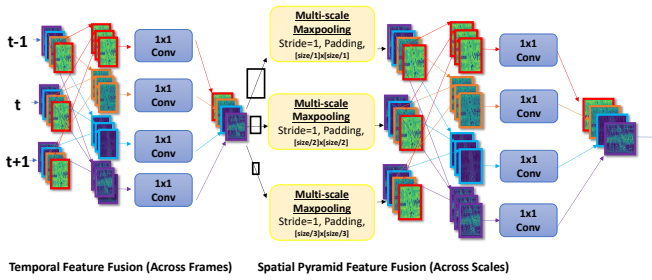 t-1
t
t+1
1x1
Conv
1x1
Conv
1x1
Conv
1x1
Conv
Multi-scale
Maxpooling
Stride=1, Padding,
[size/1]x[size/1]
Multi-scale
Maxpooling
Stride=1, Padding,
[size/2]x[size/2]
Multi-scale
Maxpooling
Stride=1, Padding,
[size/3]x[size/3]
1x1
Conv
1x1
Conv
1x1
Conv
1x1
Conv
Temporal Feature Fusion (Across Frames)
Spatial Pyramid Feature Fusion (Across Scales)